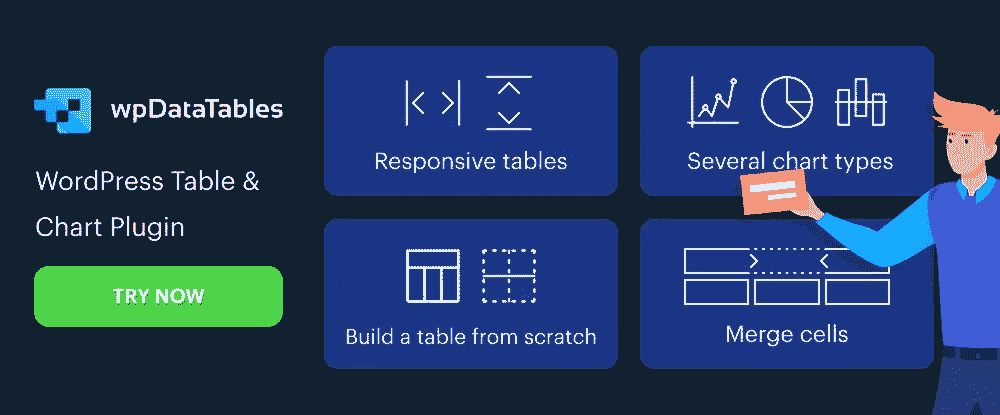 wpDataTables
WordPress Table &
Chart Plugin
TRY NOW
Responsive tables
Several chart types
Build a table from scratch
Merge cells